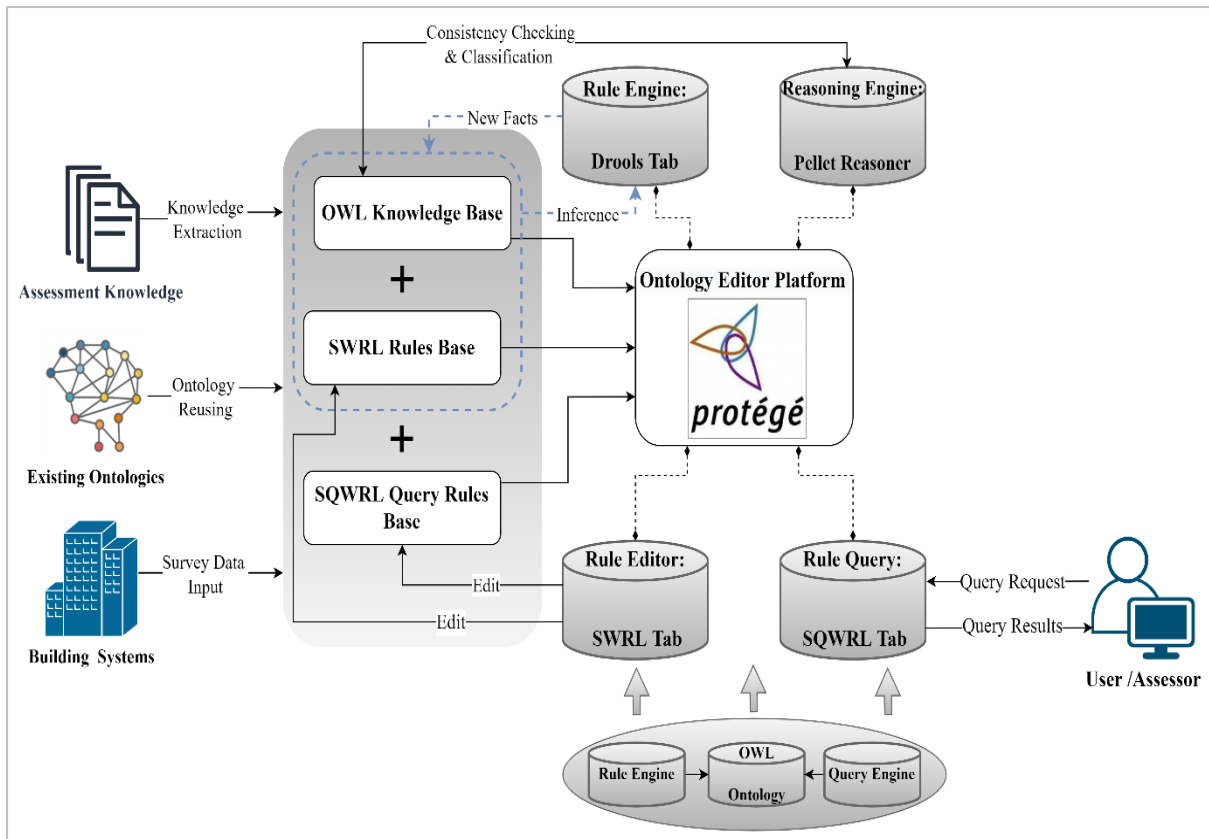 Consistency Checking
& Classification
Rule Engine:
Drools Tab
Reasoning Engine:
Pellet Reasoner
New Facts
Inference
Knowledge
Extraction
Assessment Knowledge
OWL Knowledge Base
+
SWRL Rules Base
+
SQWRL Query Rules
Base
Ontology Editor Platform
protégé
Ontology
Reusing
Existing Ontologies
Survey Data
Input
Building Systems
Edit
Edit
Rule Editor:
SWRL Tab
Rule Query:
SQWRL Tab
Query Request
Query Results
User /Assessor
Rule Engine
OWL
Ontology
Query Engine